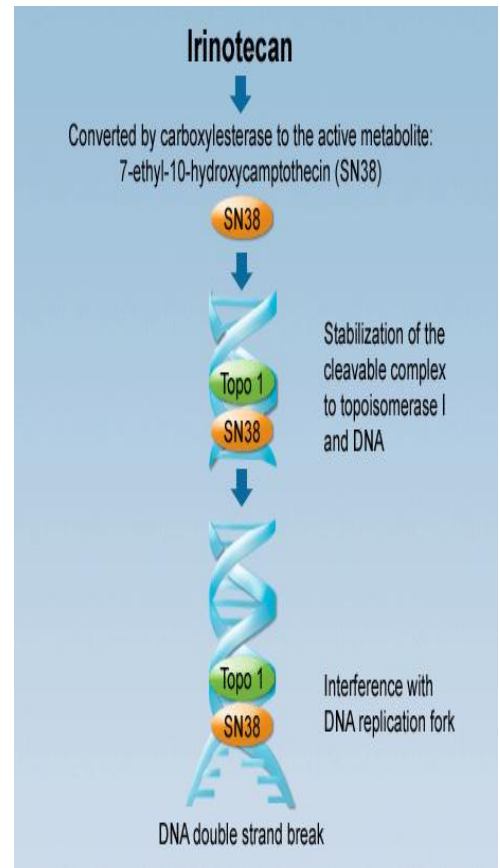 Irinotecan
Converted by carboxylesterase to the active metabolite:
7-ethyl-10-hydroxycamptothecin (SN38)
SN38
Topo 1
SN38
Stabilization of the
cleavable complex
to topoisomerase I
and DNA
Topo 1
SN38
Interference with
DNA replication fork
DNA double strand break